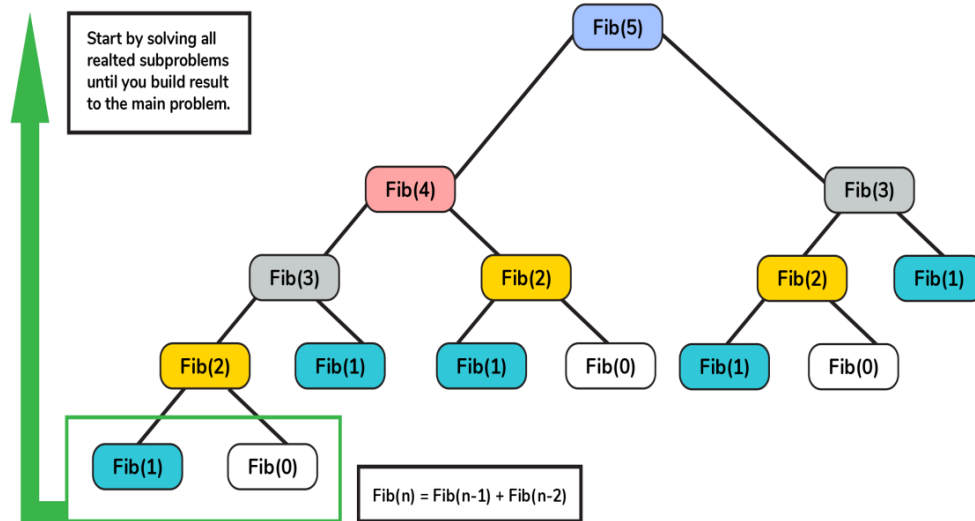 Start by solving all
realted subproblems
until you build result
to the main problem.
Fib(5)
Fib(4)
Fib(3)
Fib(3)
Fib(2)
Fib(2)
Fib(1)
Fib(2)
Fib(1)
Fib(1)
Fib(0)
Fib(1)
Fib(0)
Fib(1)
Fib(0)
Fib(n) = Fib(n-1) + Fib(n-2)